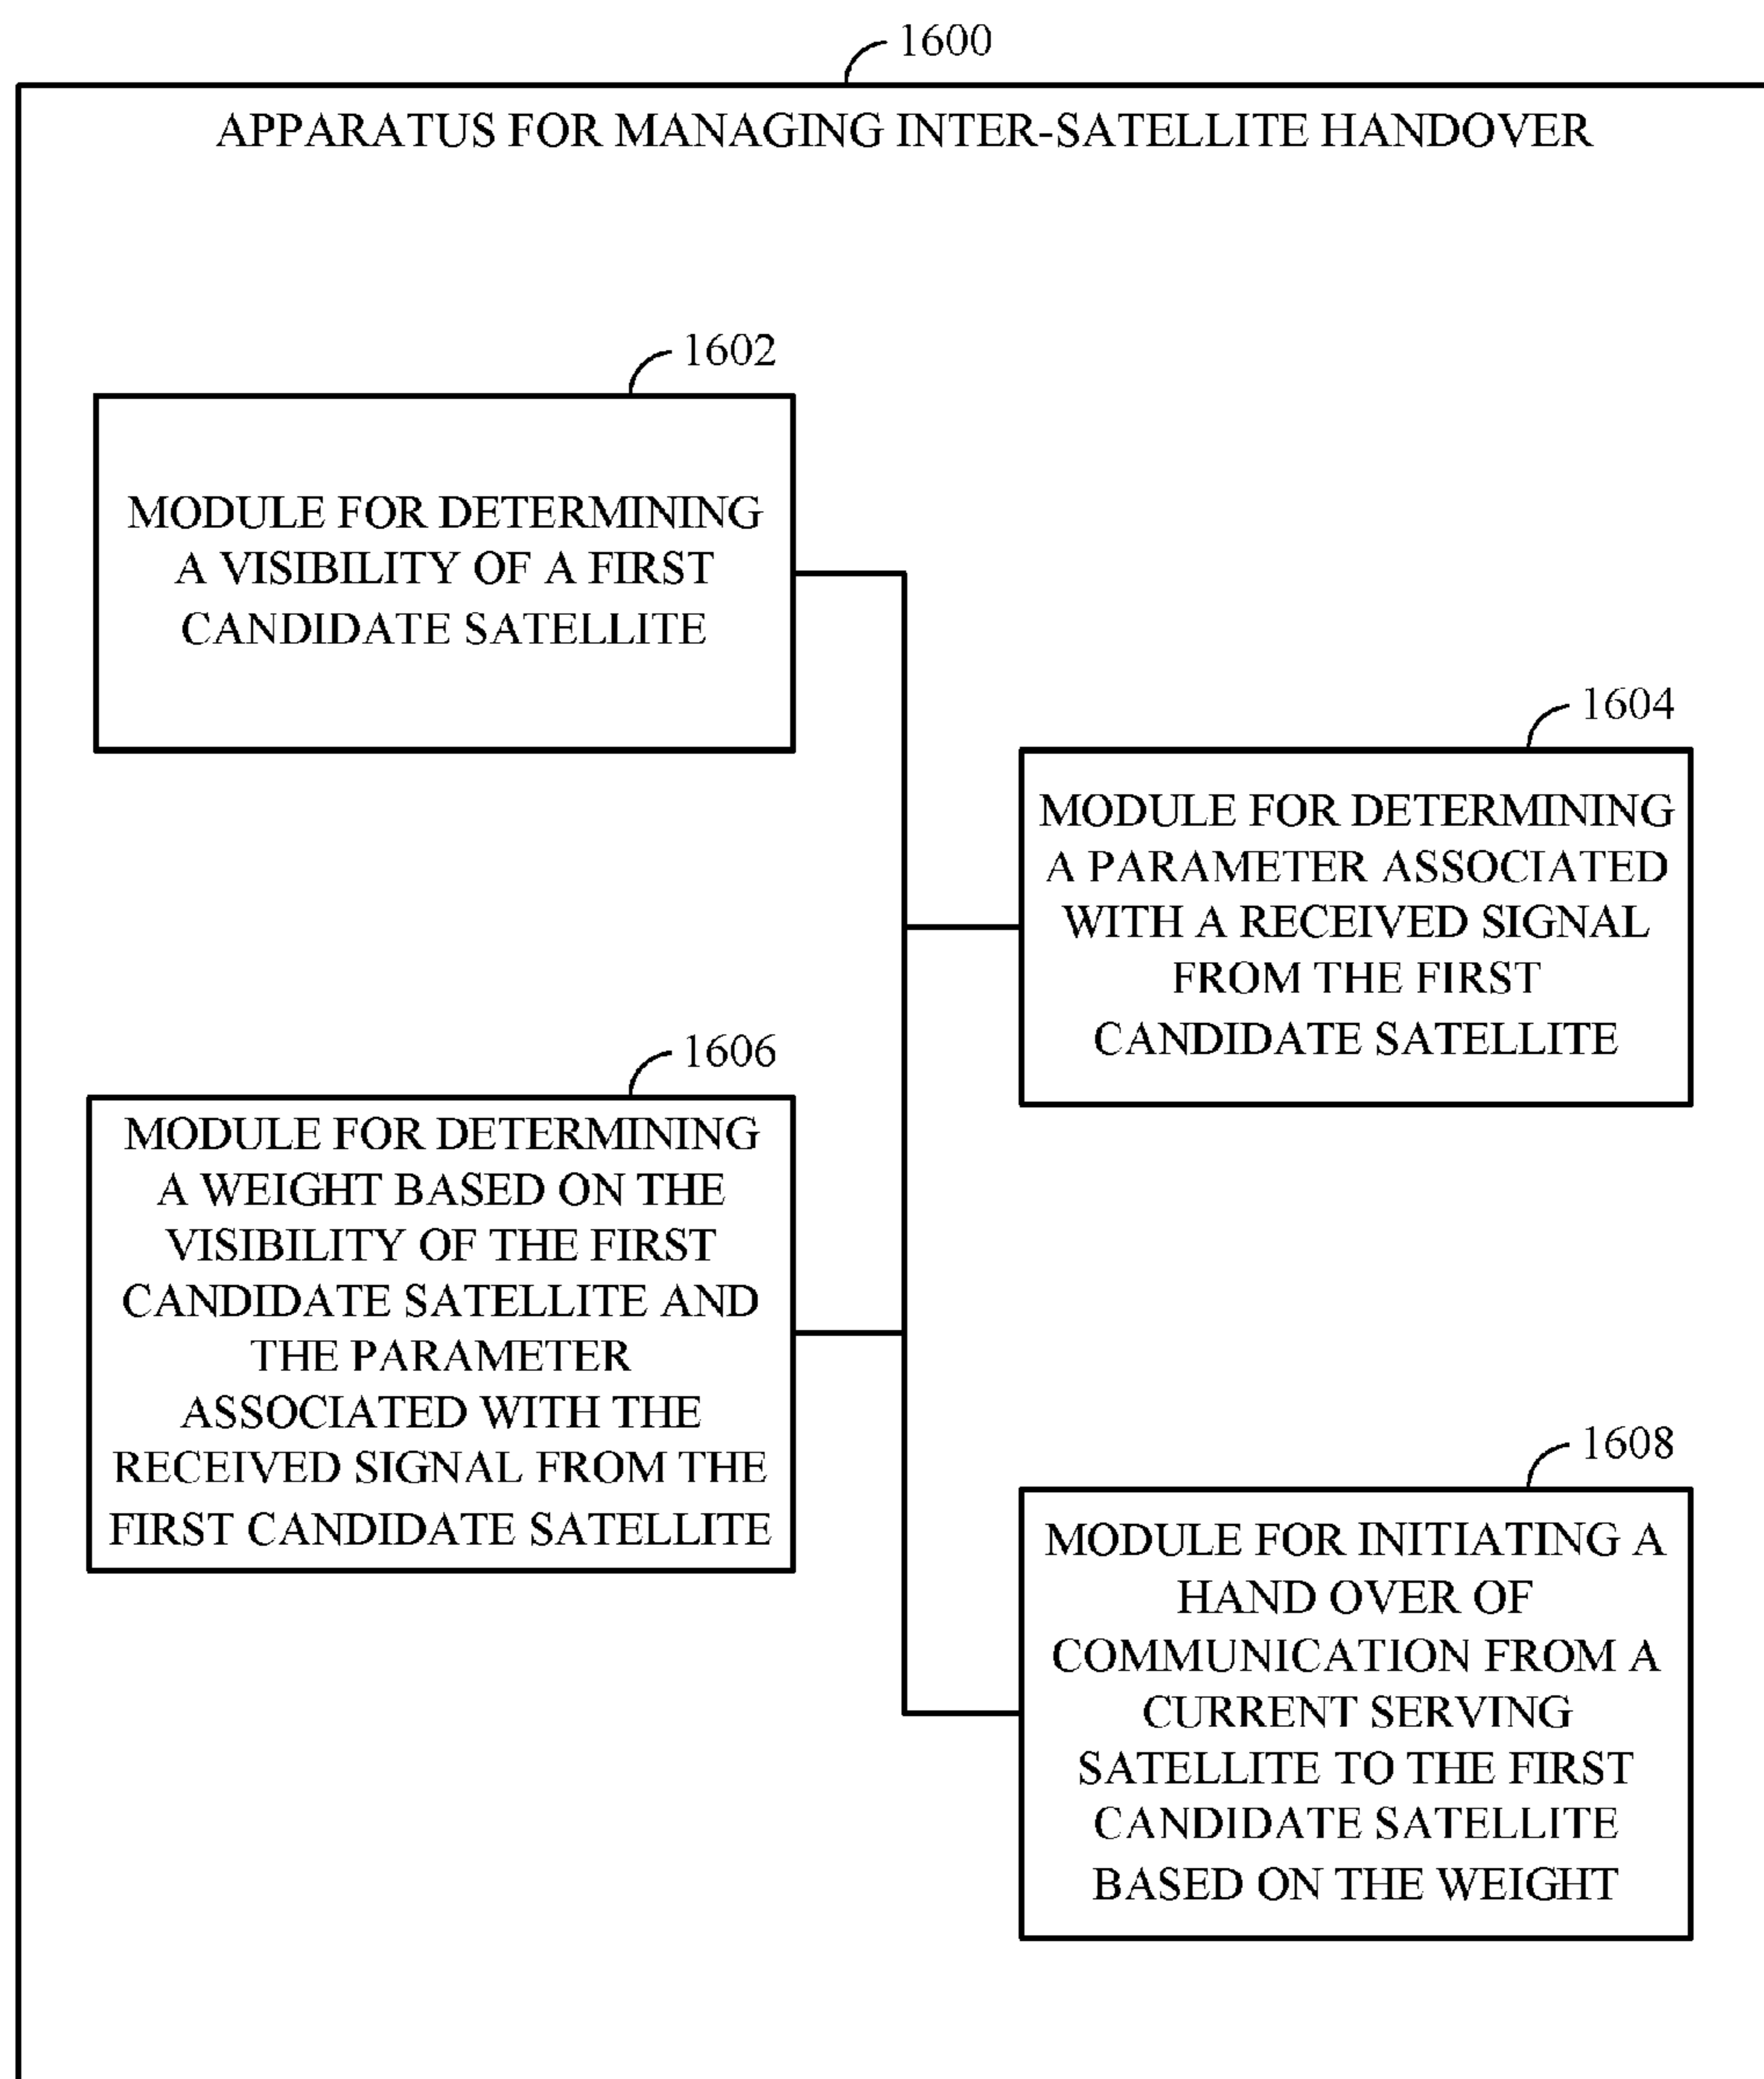 1600
APPARATUS FOR MANAGING INTER-SATELLITE HANDOVER
1602
MODULE FOR DETERMINING
A VISIBILITY OF A FIRST
CANDIDATE SATELLITE
1604
MODULE FOR DETERMINING
A PARAMETER ASSOCIATED
WITH A RECEIVED SIGNAL
FROM THE FIRST
CANDIDATE SATELLITE
1606
MODULE FOR DETERMINING
A WEIGHT BASED ON THE
VISIBILITY OF THE FIRST
CANDIDATE SATELLITE AND
THE PARAMETER
ASSOCIATED WITH THE
RECEIVED SIGNAL FROM THE
FIRST CANDIDATE SATELLITE
1608
MODULE FOR INITIATING A
HAND OVER OF
COMMUNICATION FROM A
CURRENT SERVING
SATELLITE TO THE FIRST
CANDIDATE SATELLITE
BASED ON THE WEIGHT